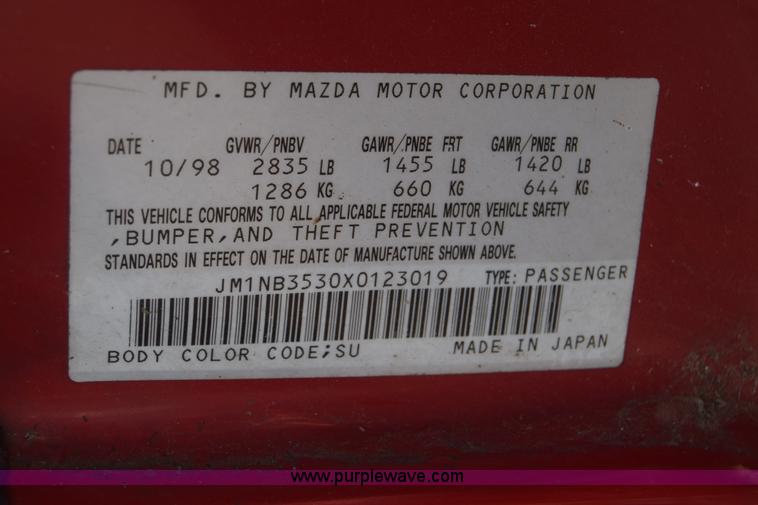 MFD. BY MAZDA MOTOR CORPORATION
DATE GVWR/PNBV GAWR/PNBE FRT GAWR/PNBE RR
10/98 2835 LB 1455 LB 1420 LB
1286 KG 660 KG 644 KG
THIS VEHICLE CONFORMS TO ALL APPLICABLE FEDERAL MOTOR VEHICLE SAFETY
,BUMPER,AND THEFT PREVENTION
STANDARDS IN EFFECT ON THE DATE OF MANUFACTURE SHOWN ABOVE.
JM1NB3530X0123019 TYPE: PASSENGER
BODY COLOR CODE;SU MADE IN JAPAN
www.purplewave.com